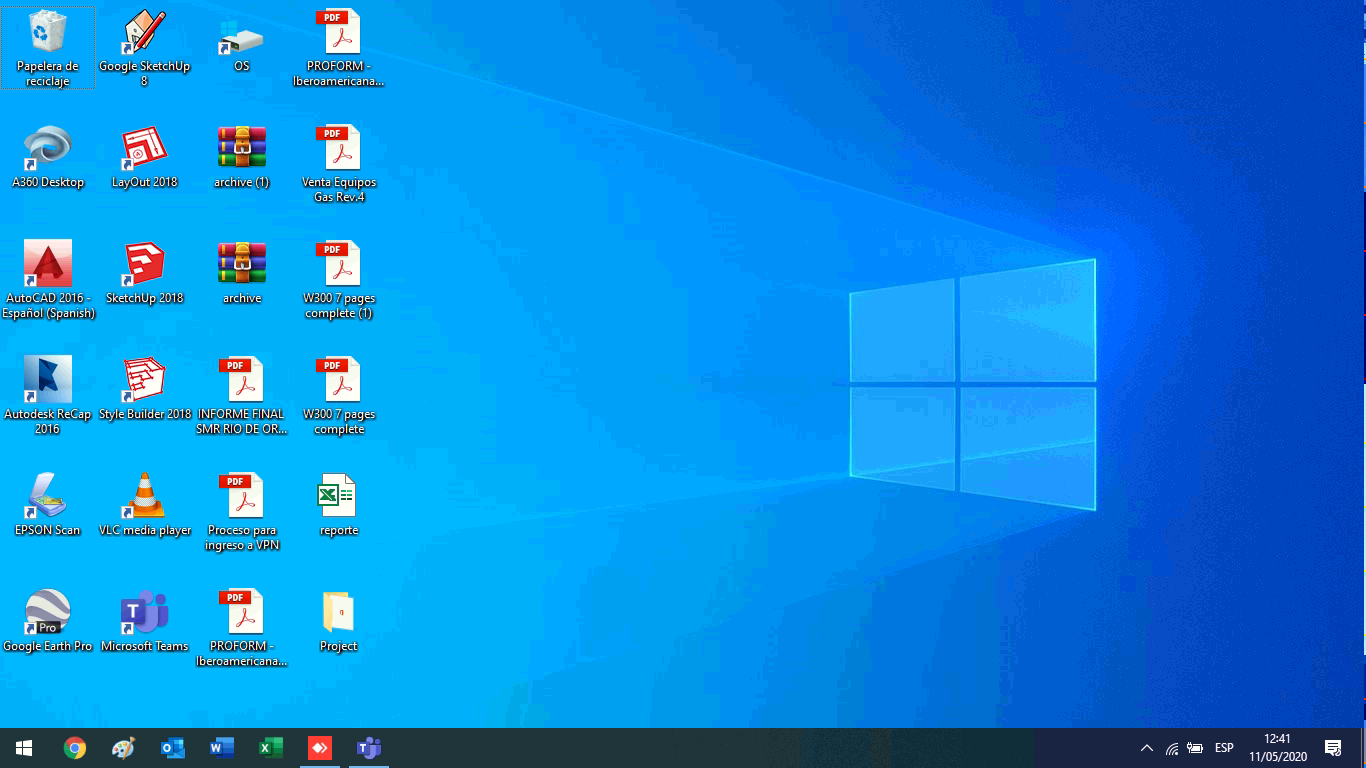 Papelera de
reciclaje
Google SketchUp
8
OS
PDF
PROFORM -
Iberoamericana...
A360 Desktop
LayOut 2018
archive (1)
PDF
Venta Equipos
Gas Rev.4
AutoCAD 2016 -
Español (Spanish)
SketchUp 2018
archive
PDF
W300 7 pages
complete (1)
Autodesk ReCap
2016
Style Builder 2018
PDF
INFORME FINAL
SMR RIO DE OR...
PDF
W300 7 pages
complete
EPSON Scan
VLC media player
PDF
Proceso para
ingreso a VPN
reporte
Pro
Google Earth Pro
T
Microsoft Teams
PDF
PROFORM -
Iberoamericana...
Project
ESP
12:41
11/05/2020